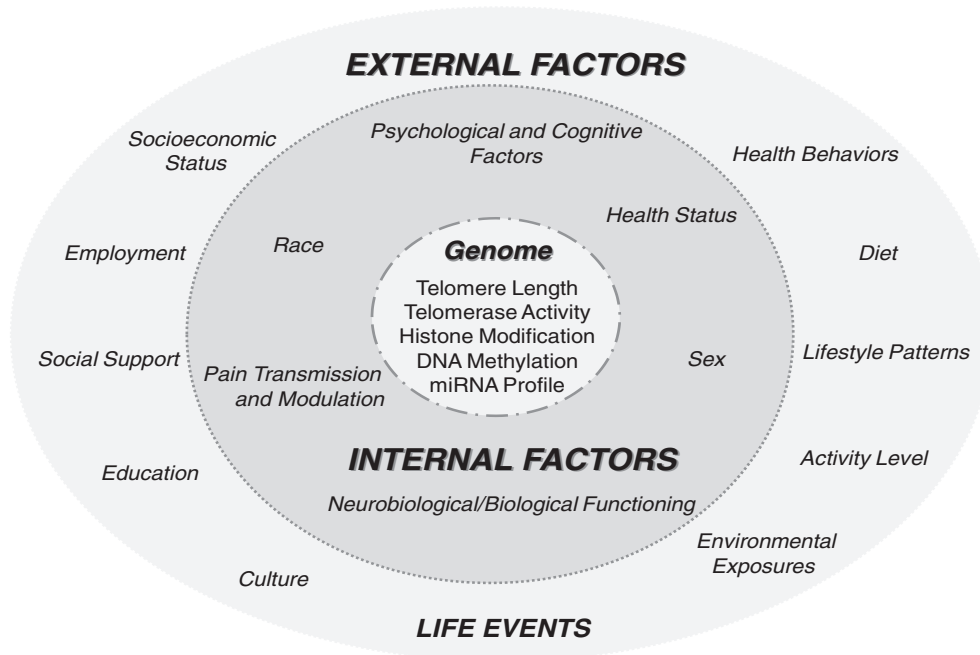 EXTERNAL FACTORS
Psychological and Cognitive
Factors
Socioeconomic
Status
Health Behaviors
Health Status
Race
Employment
Diet
Genome
Telomere Length
Telomerase Activity
Histone Modification
DNA Methylation
miRNA Profile
Social Support
Pain Transmission
and Modulation
Sex
Lifestyle Patterns
INTERNAL FACTORS
Neurobiological/Biological Functioning
Education
Activity Level
Environmental
Exposures
Culture
LIFE EVENTS